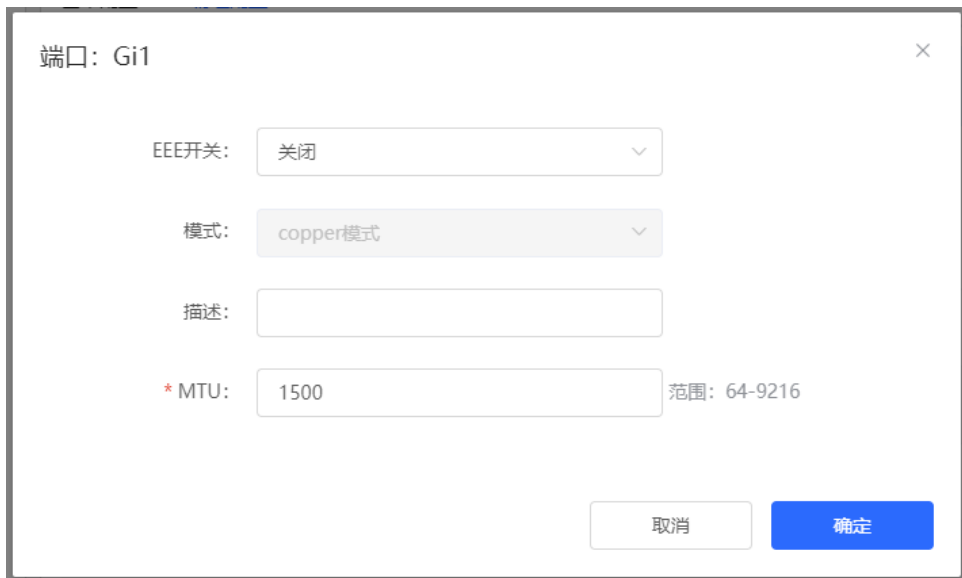 端口：Gi1
EEE开关： 关闭
模式： copper模式
描述：
* MTU： 1500 范围：64-9216
取消 确定